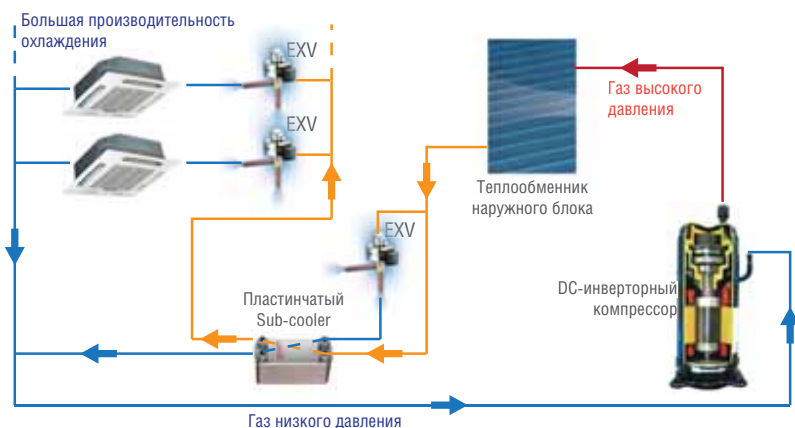 Большая производительность
охлаждения
EXV
EXV
Газ высокого
давления
Теплообменник
наружного блока
EXV
DC-инверторный
компрессор
Пластинчатый
Sub-cooler
Газ низкого давления